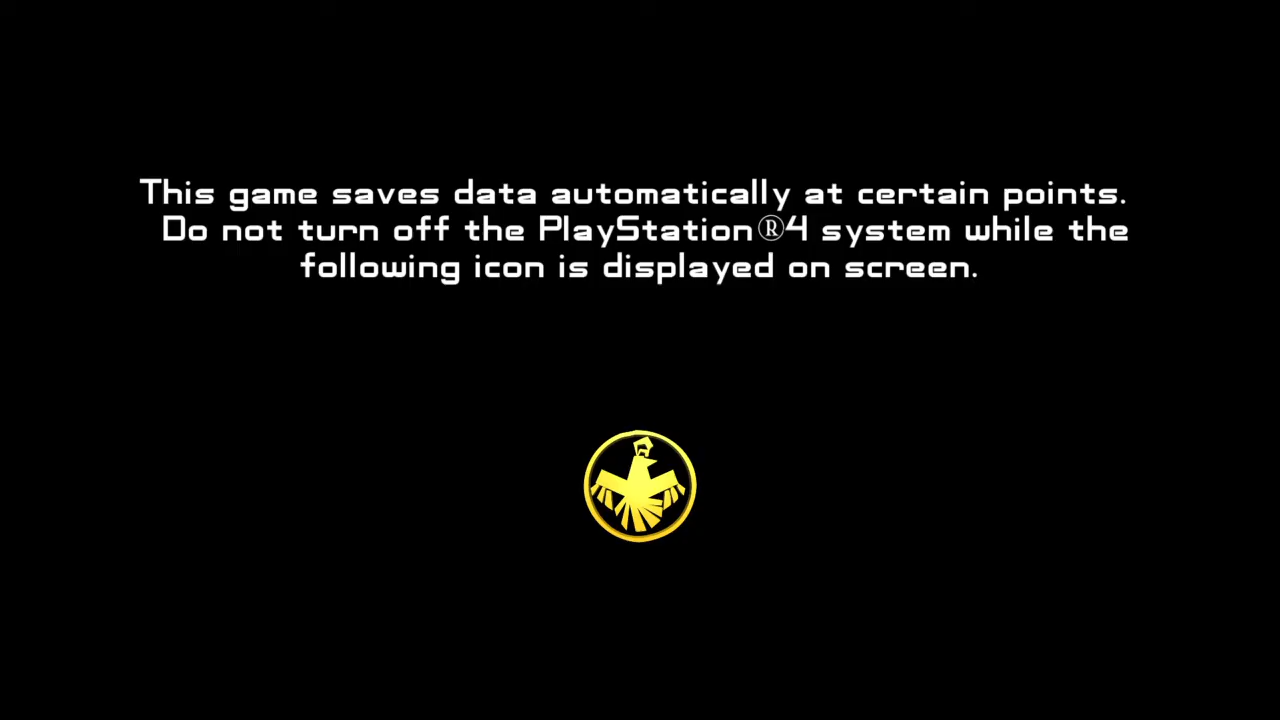 This game saves data automatically at certain points.
Do not turn off the PlayStation®4 system while the
following icon is displayed on screen.